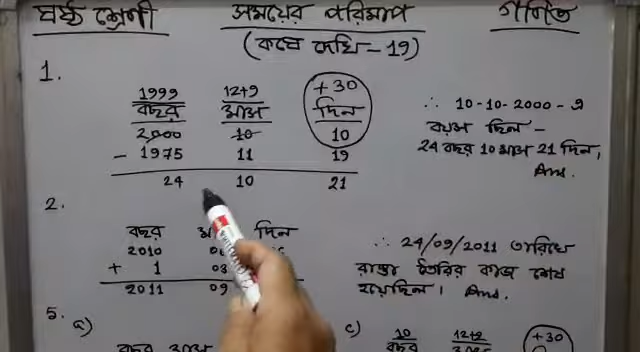 ষষ্ঠ শ্রেণী সময়ের পরিমাপ গণিত
(কষে দেখি - 19)
1.
1999 12+9 +30
বছর মাস দিন
2000 10 10
- 1975 11 19
24 10 21
∴ 10-10-2000 - এ
বয়স ছিল -
24 বছর 10 মাস 21 দিন।
Ans.
2.
বছর দিন
2010
+ 1 03
2011 09
∴ 24/09/2011 তারিখে
রাস্তা তৈরির কাজ শেষ
হয়েছিল। Ans.
5.
a)
বছর মাস
c)
10 12+2 +30
বছর মাস